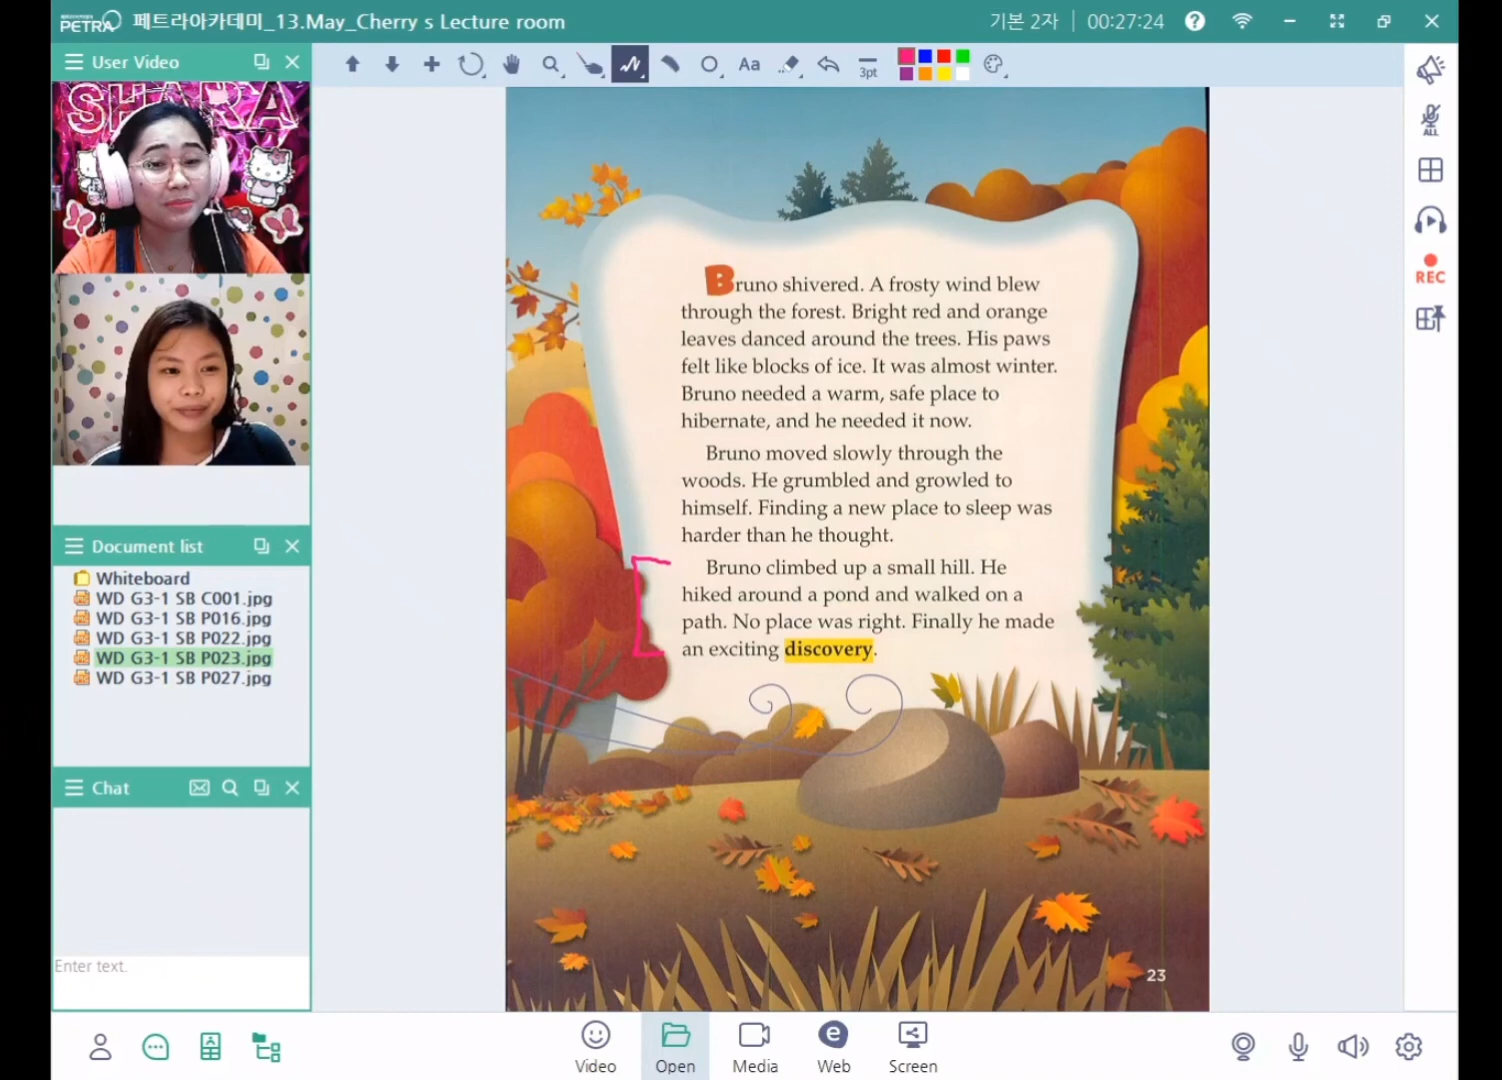 PETRA 페트라아카데미_13.May_Cherry s Lecture room
기본 2자 | 00:27:24
User Video
Aa
3pt
SHARA
ALL
REC
Bruno shivered. A frosty wind blew
through the forest. Bright red and orange
leaves danced around the trees. His paws
felt like blocks of ice. It was almost winter.
Bruno needed a warm, safe place to
hibernate, and he needed it now.
Bruno moved slowly through the
woods. He grumbled and growled to
himself. Finding a new place to sleep was
harder than he thought.
Bruno climbed up a small hill. He
hiked around a pond and walked on a
path. No place was right. Finally he made
an exciting discovery.
23
Document list
Whiteboard
WD G3-1 SB C001.jpg
WD G3-1 SB P016.jpg
WD G3-1 SB P022.jpg
WD G3-1 SB P023.jpg
WD G3-1 SB P027.jpg
Chat
Enter text.
Video
Open
Media
Web
Screen